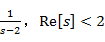 1/(s−2),  Re[s] < 2